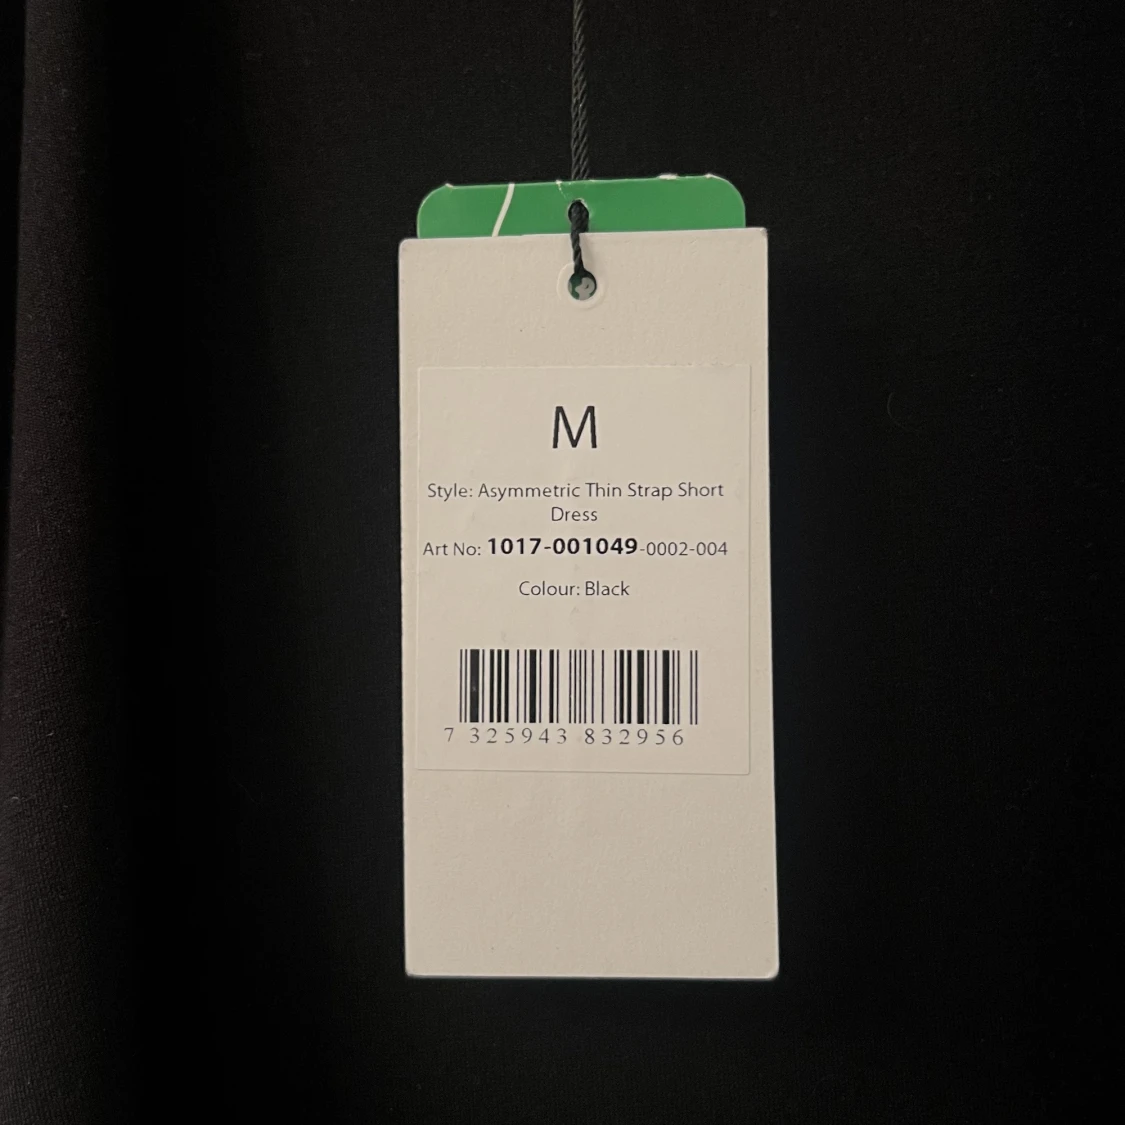 M
Style: Asymmetric Thin Strap Short
Dress
Art No: 1017-001049-0002-004
Colour: Black
7 325943 832956